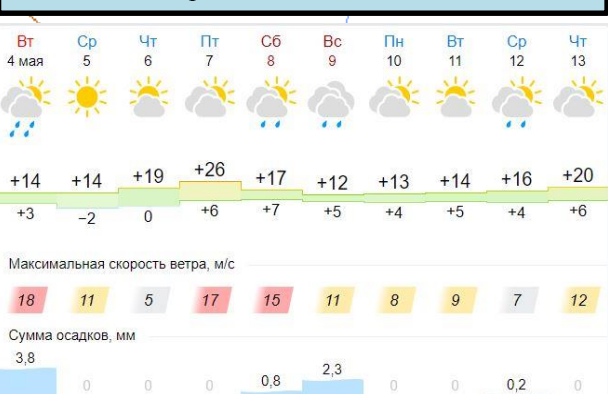 Вт Ср Чт Пт Сб Вс Пн Вт Ср Чт
4 мая 5 6 7 8 9 10 11 12 13
+14 +14 +19 +26 +17 +12 +13 +14 +16 +20
+3 −2 0 +6 +7 +5 +4 +5 +4 +6
Максимальная скорость ветра, м/с
18 11 5 17 15 11 8 9 7 12
Сумма осадков, мм
3,8 0 0 0 0,8 2,3 0 0 0,2 0